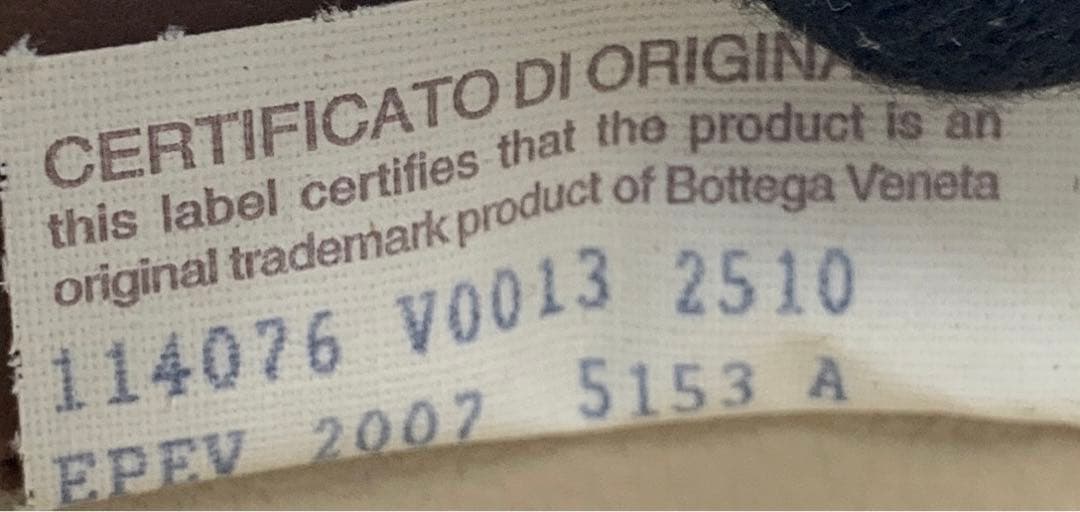 CERTIFICATO DI ORIGINA
this label certifies that the product is an
original trademark product of Bottega Veneta
114076 V0013 2510
EPEV 2007 5153 A